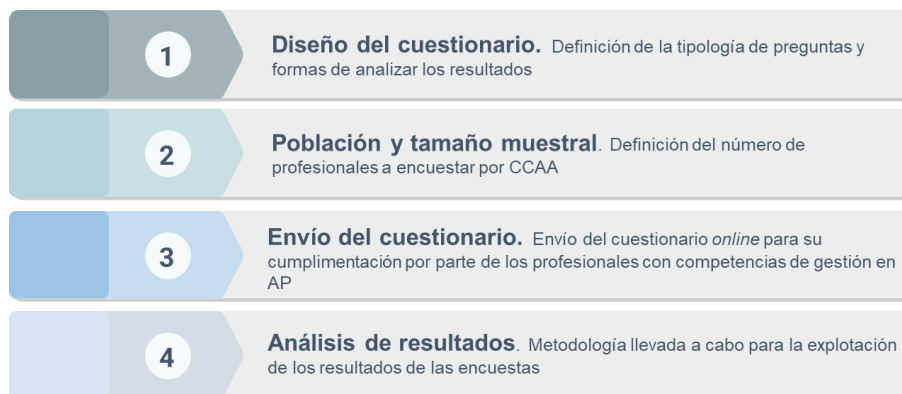 1
Diseño del cuestionario. Definición de la tipología de preguntas y
formas de analizar los resultados
2
Población y tamaño muestral. Definición del número de
profesionales a encuestar por CCAA
3
Envío del cuestionario. Envío del cuestionario online para su
cumplimentación por parte de los profesionales con competencias de gestión en
AP
4
Análisis de resultados. Metodología llevada a cabo para la explotación
de los resultados de las encuestas